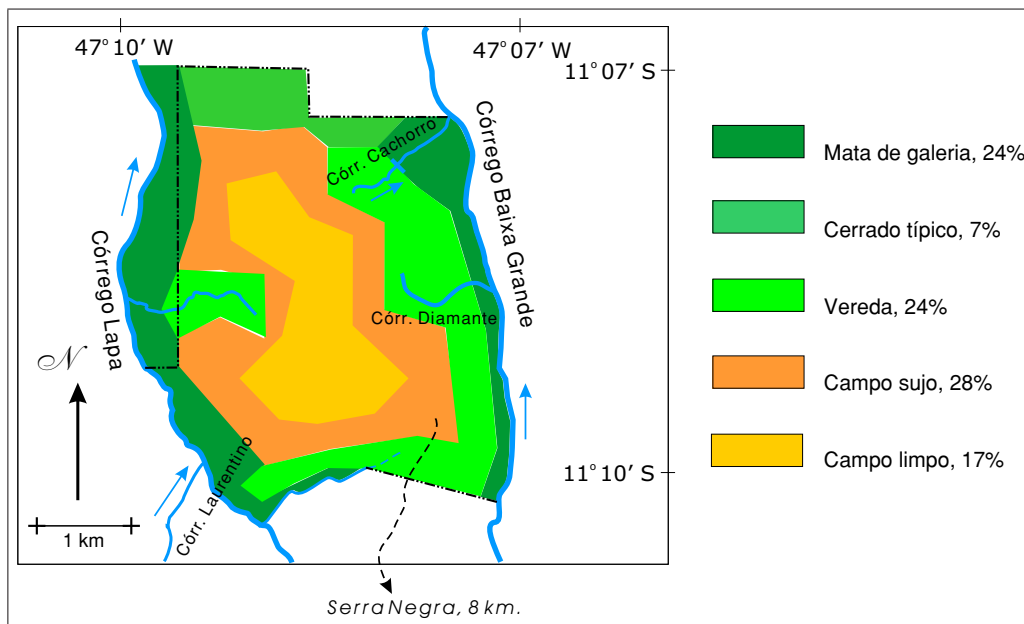 47° 10′ W
47° 07′ W
11° 07′ S
Córr. Cachorro
Córrego Baixa Grande
Córrego Lapa
Córr. Diamante
N
Córr. Laurentino
11° 10′ S
1 km
Serra Negra, 8 km.
Mata de galeria, 24%
Cerrado típico, 7%
Vereda, 24%
Campo sujo, 28%
Campo limpo, 17%